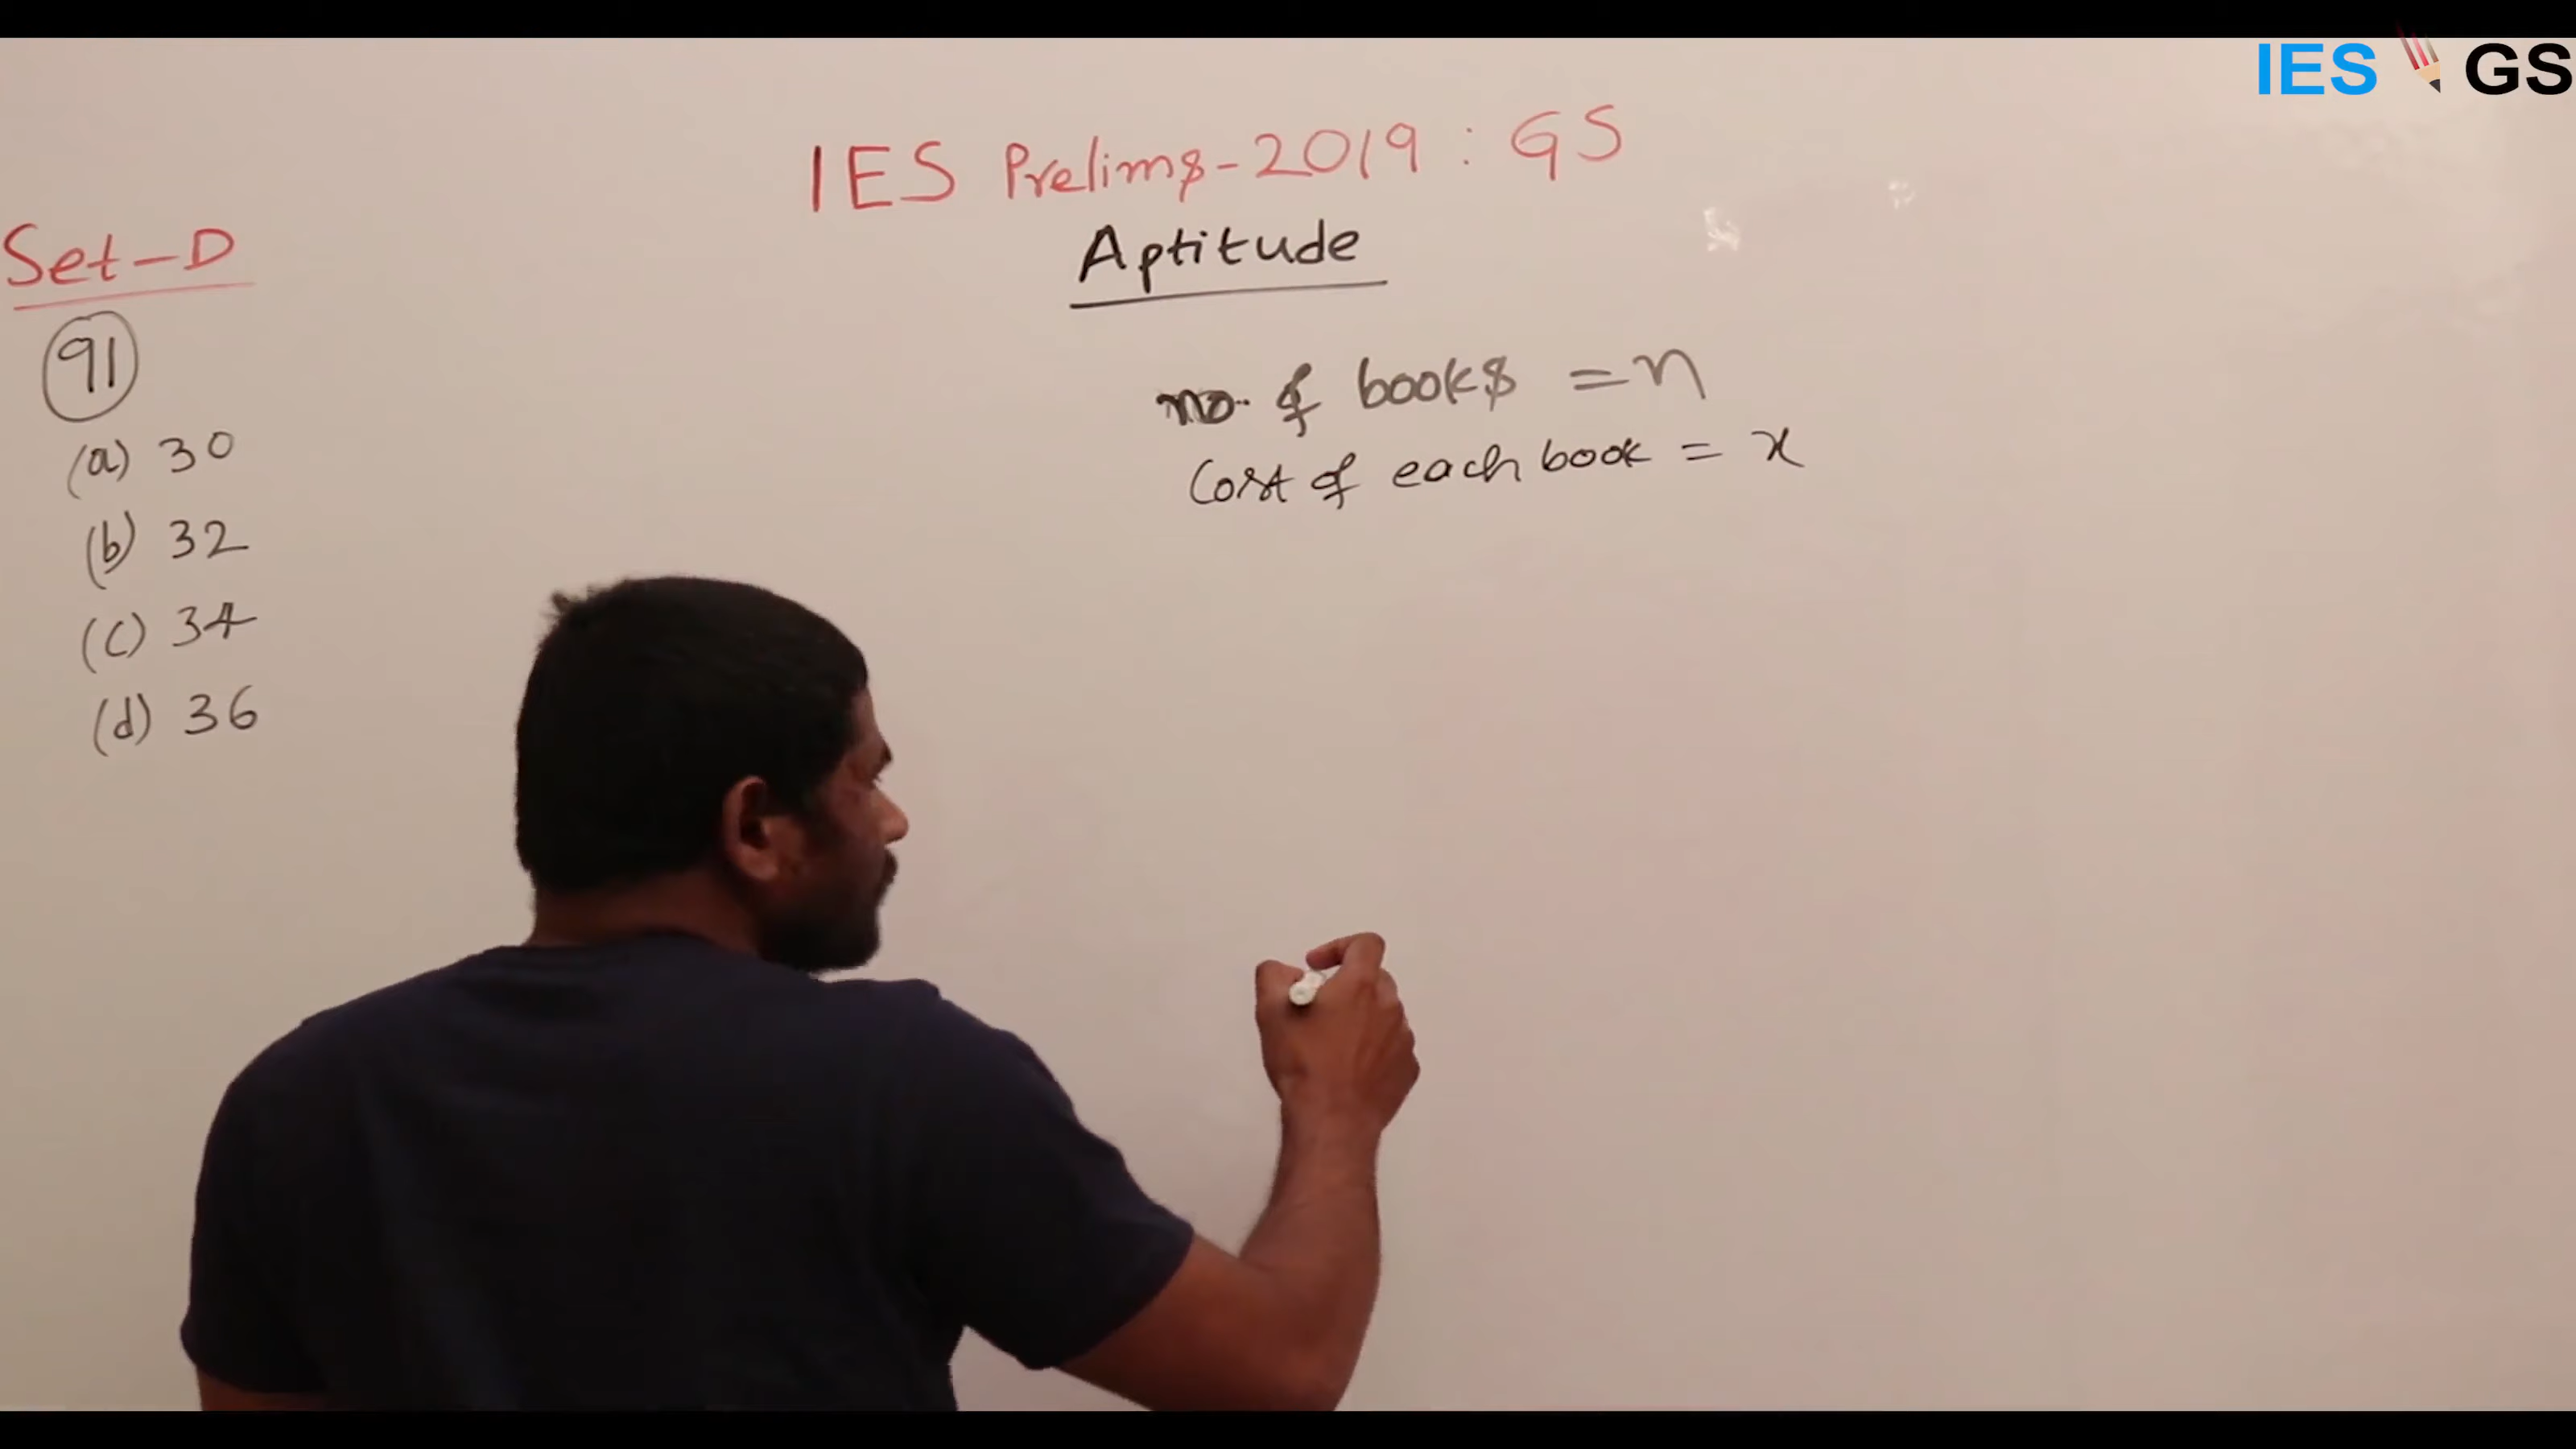 IES GS
IES Prelims-2019 : GS
Aptitude
Set-D
91
(a) 30
(b) 32
(c) 34
(d) 36
no. of books = n
Cost of each book = x